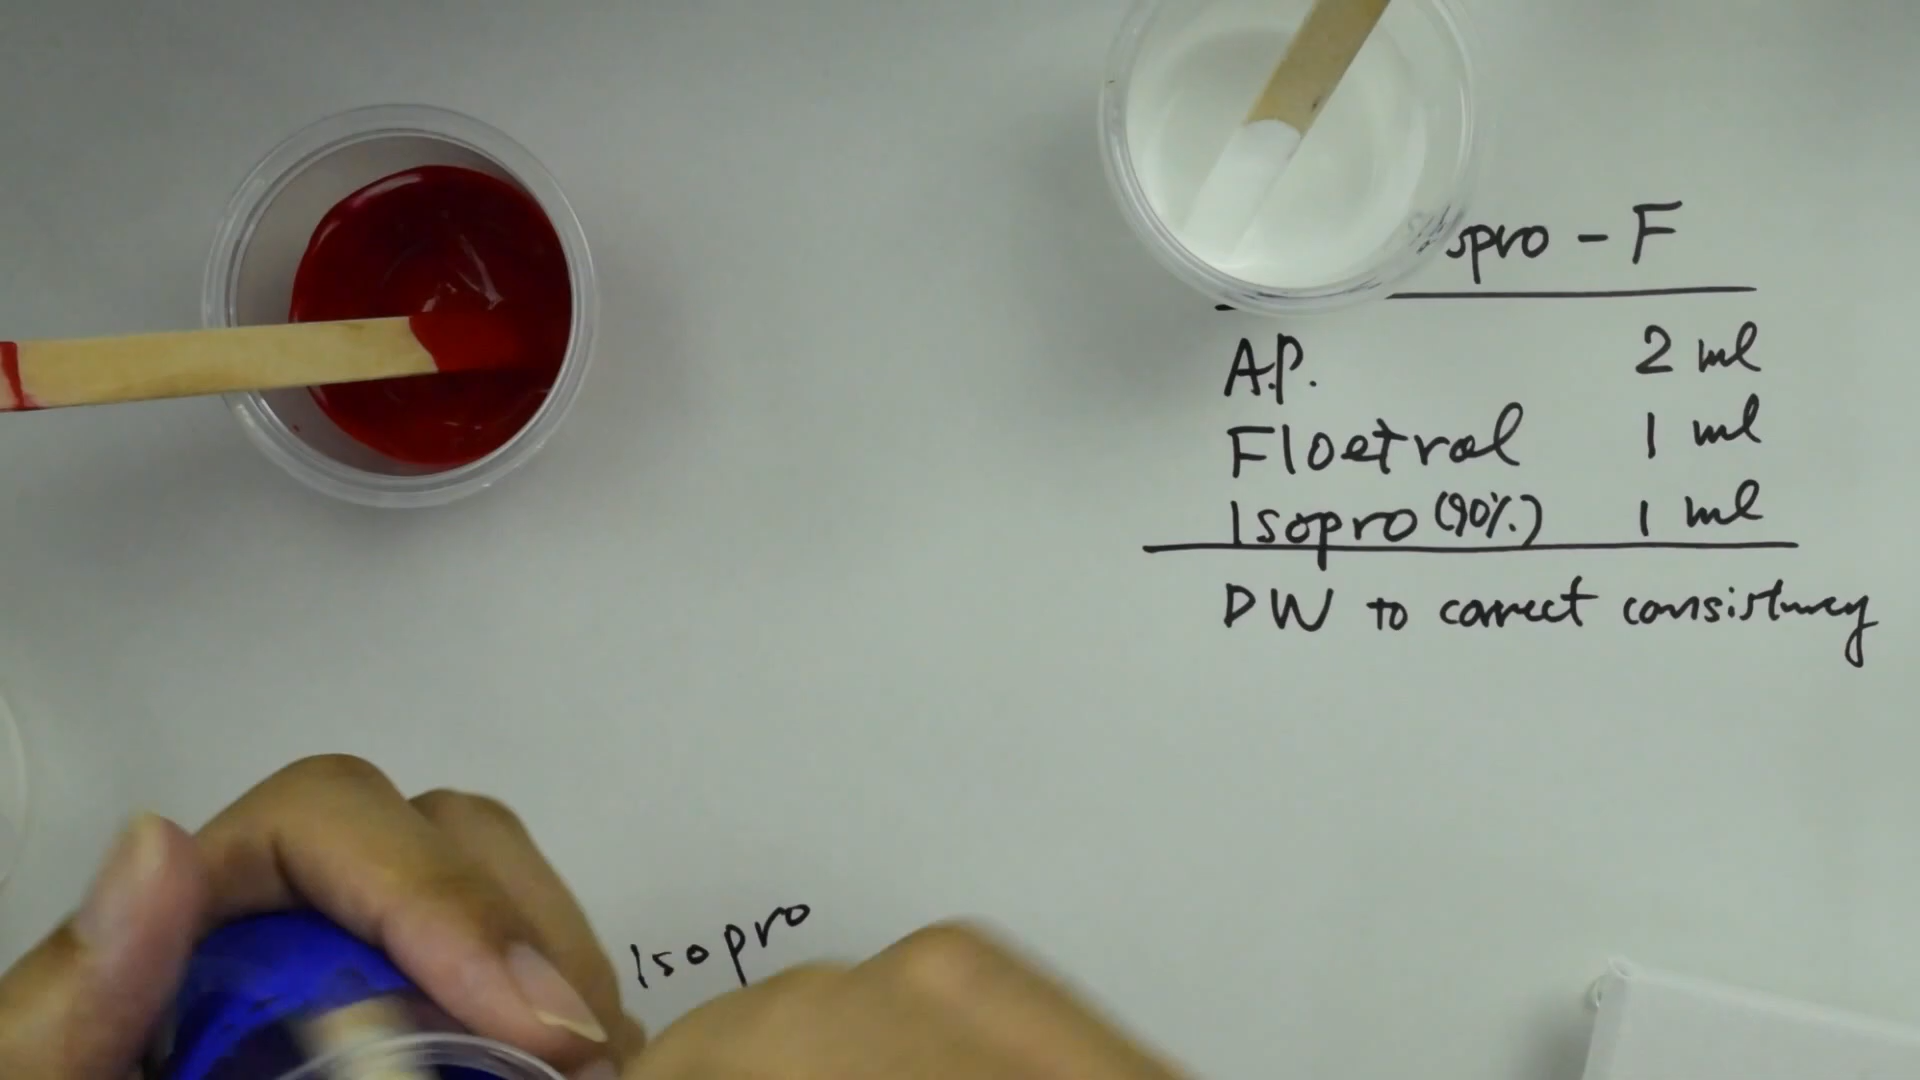 spro - F
A.P. 2 ml
Floetrol 1 ml
Isopro (90%) 1 ml
DW to correct consistency
Isopro